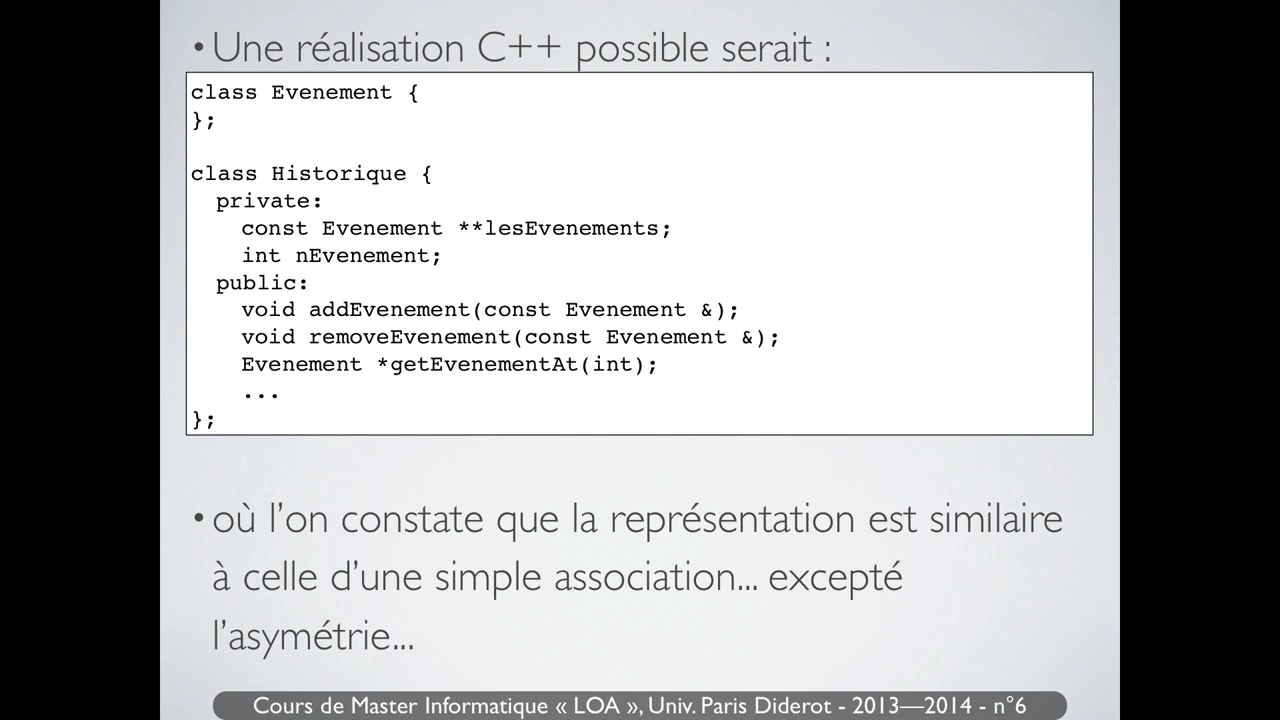 • Une réalisation C++ possible serait :
class Evenement {
};
class Historique {
private:
const Evenement **lesEvenements;
int nEvenement;
public:
void addEvenement(const Evenement &);
void removeEvenement(const Evenement &);
Evenement *getEvenementAt(int);
...
};
• où l’on constate que la représentation est similaire
à celle d’une simple association... excepté
l’asymétrie...
Cours de Master Informatique « LOA », Univ. Paris Diderot - 2013—2014 - n°6